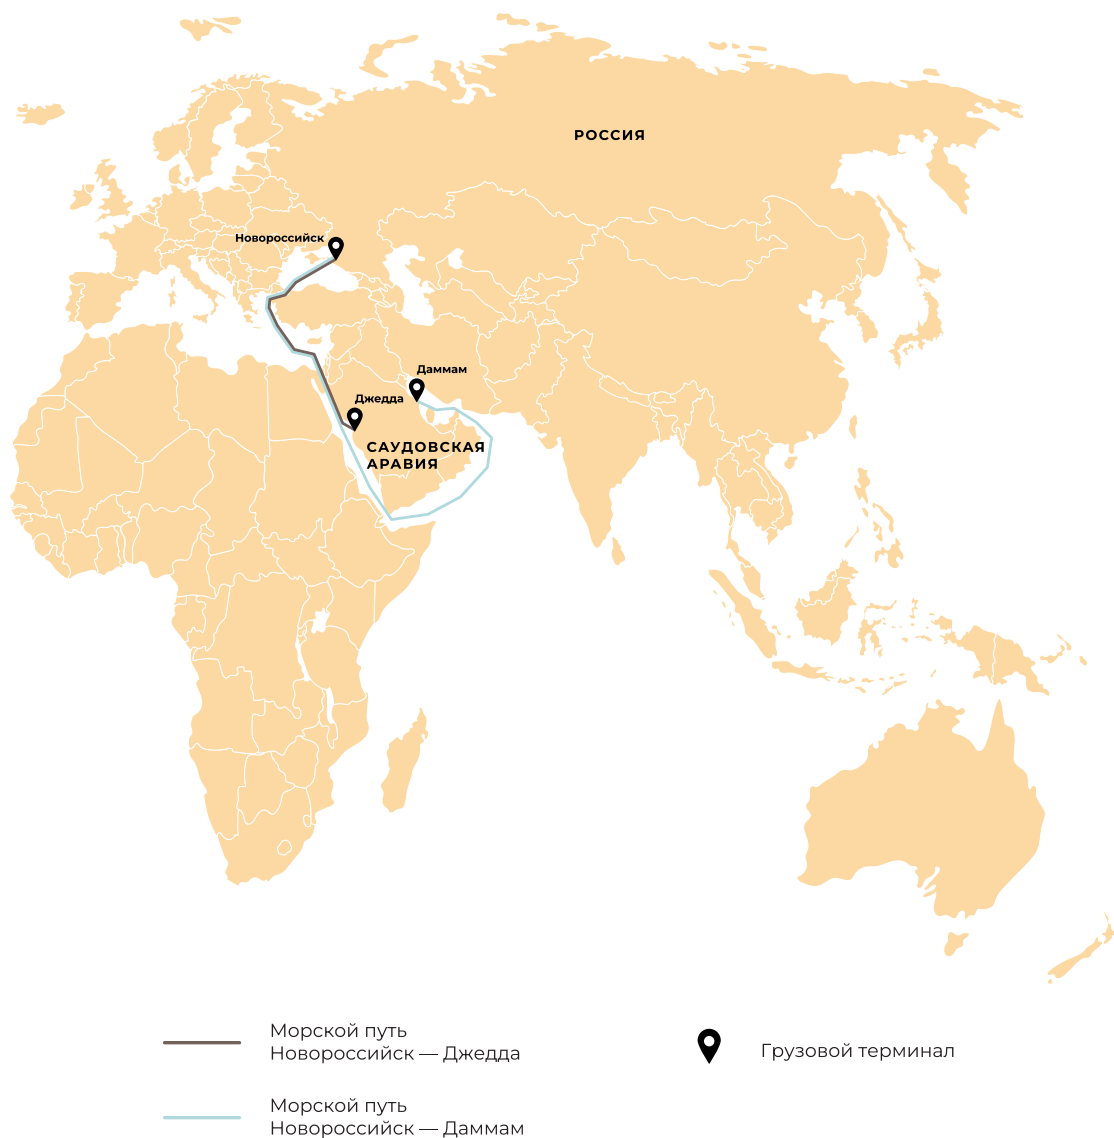 РОССИЯ
Новороссийск
Даммам
Джедда
САУДОВСКАЯ
АРАВИЯ
Морской путь
Новороссийск — Джедда
Грузовой терминал
Морской путь
Новороссийск — Даммам